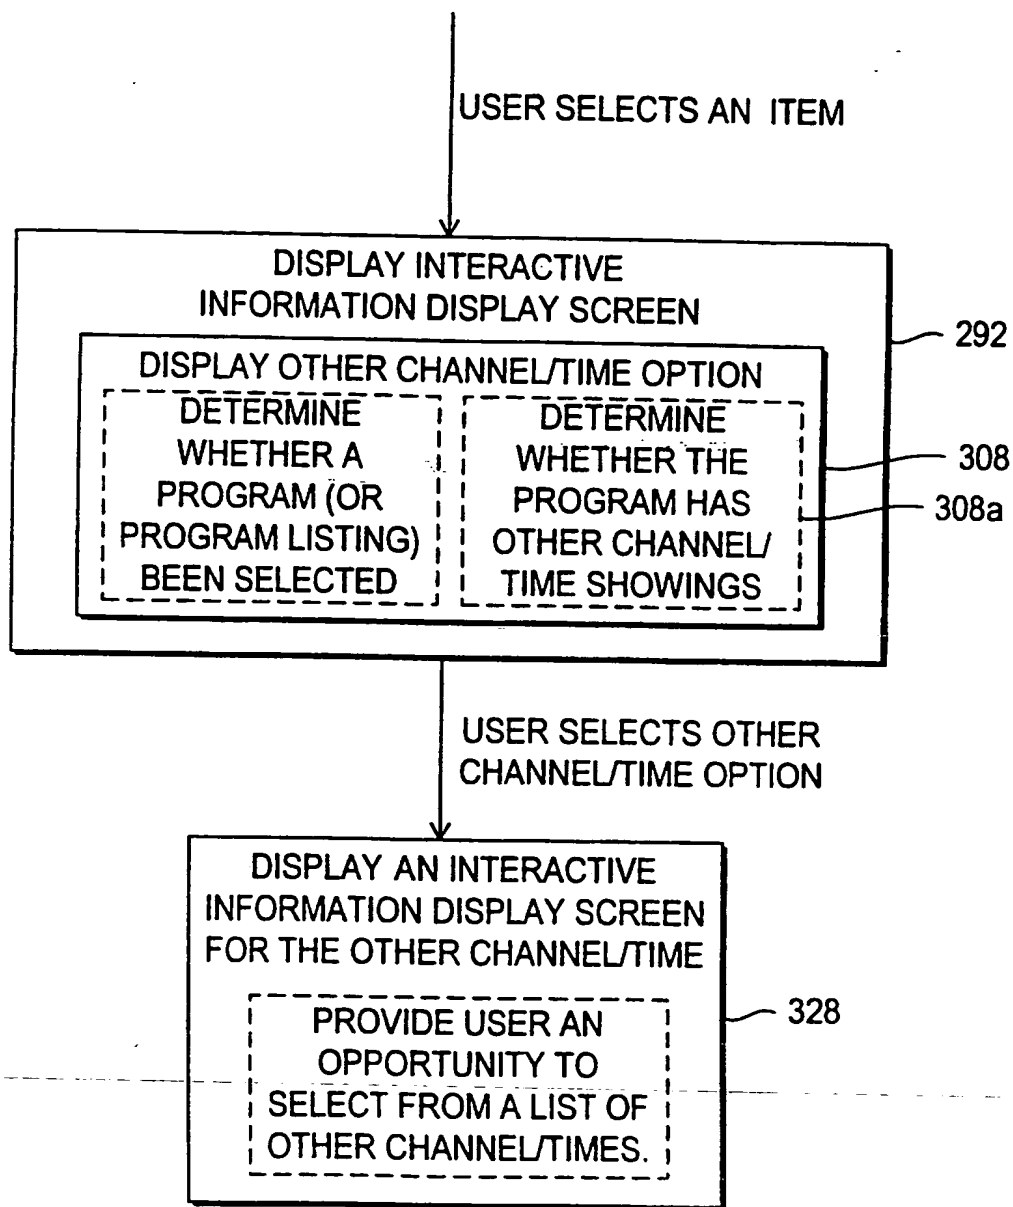 USER SELECTS AN ITEM
DISPLAY INTERACTIVE
INFORMATION DISPLAY SCREEN
292
DISPLAY OTHER CHANNEL/TIME OPTION
DETERMINE
WHETHER A
PROGRAM (OR
PROGRAM LISTING)
BEEN SELECTED
DETERMINE
WHETHER THE
PROGRAM HAS
OTHER CHANNEL/
TIME SHOWINGS
308
308a
USER SELECTS OTHER
CHANNEL/TIME OPTION
DISPLAY AN INTERACTIVE
INFORMATION DISPLAY SCREEN
FOR THE OTHER CHANNEL/TIME
PROVIDE USER AN
OPPORTUNITY TO
SELECT FROM A LIST OF
OTHER CHANNEL/TIMES.
328